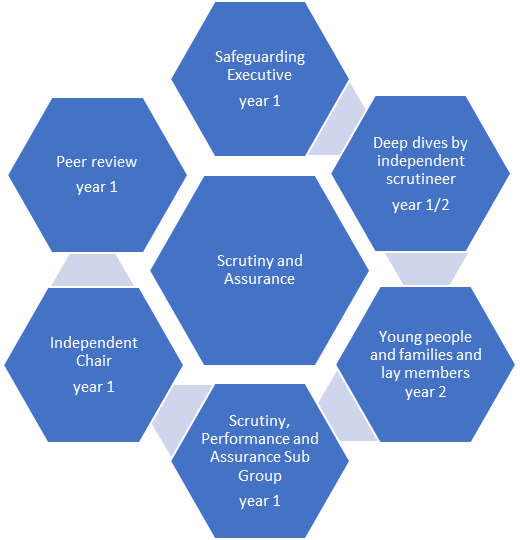 Safeguarding
Executive
year 1
Deep dives by
independent
scrutineer
year 1/2
Peer review
year 1
Scrutiny and
Assurance
Young people
and families and
lay members
year 2
Independent
Chair
year 1
Scrutiny,
Performance and
Assurance Sub
Group
year 1